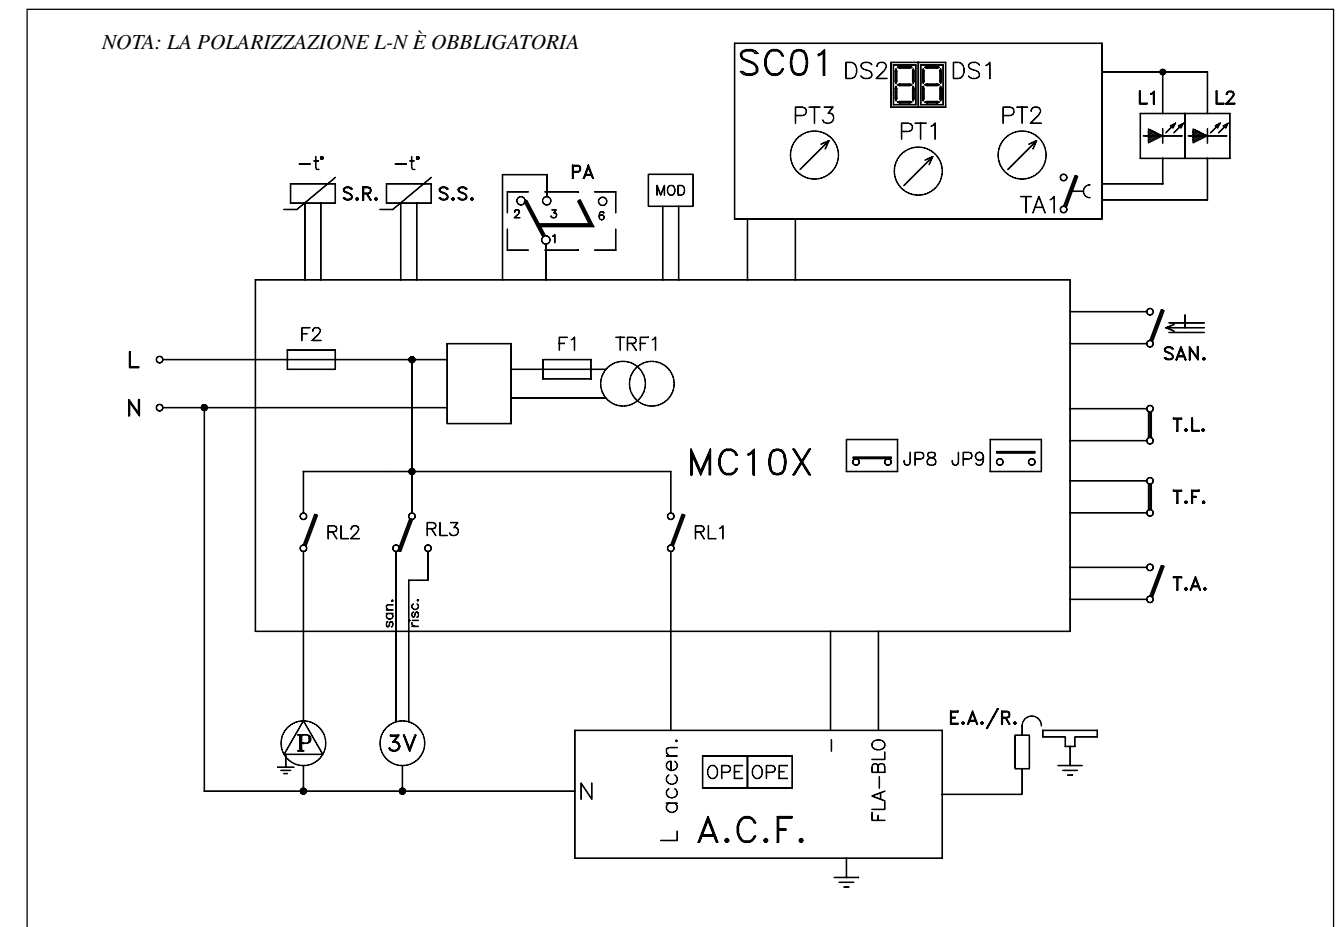 NOTA: LA POLARIZZAZIONE L-N È OBBLIGATORIA
SC01
DS2
DS1
PT3
PT1
PT2
TA1
L1
L2
-t°
S.R.
-t°
S.S.
PA
2
3
6
1
MOD
L
F2
F1
TRF1
N
SAN.
T.L.
MC10X
JP8
JP9
T.F.
RL2
RL3
RL1
T.A.
san.
risc.
P
3V
E.A./R.
N
L accen.
OPE
OPE
–
FLA-BLO
A.C.F.